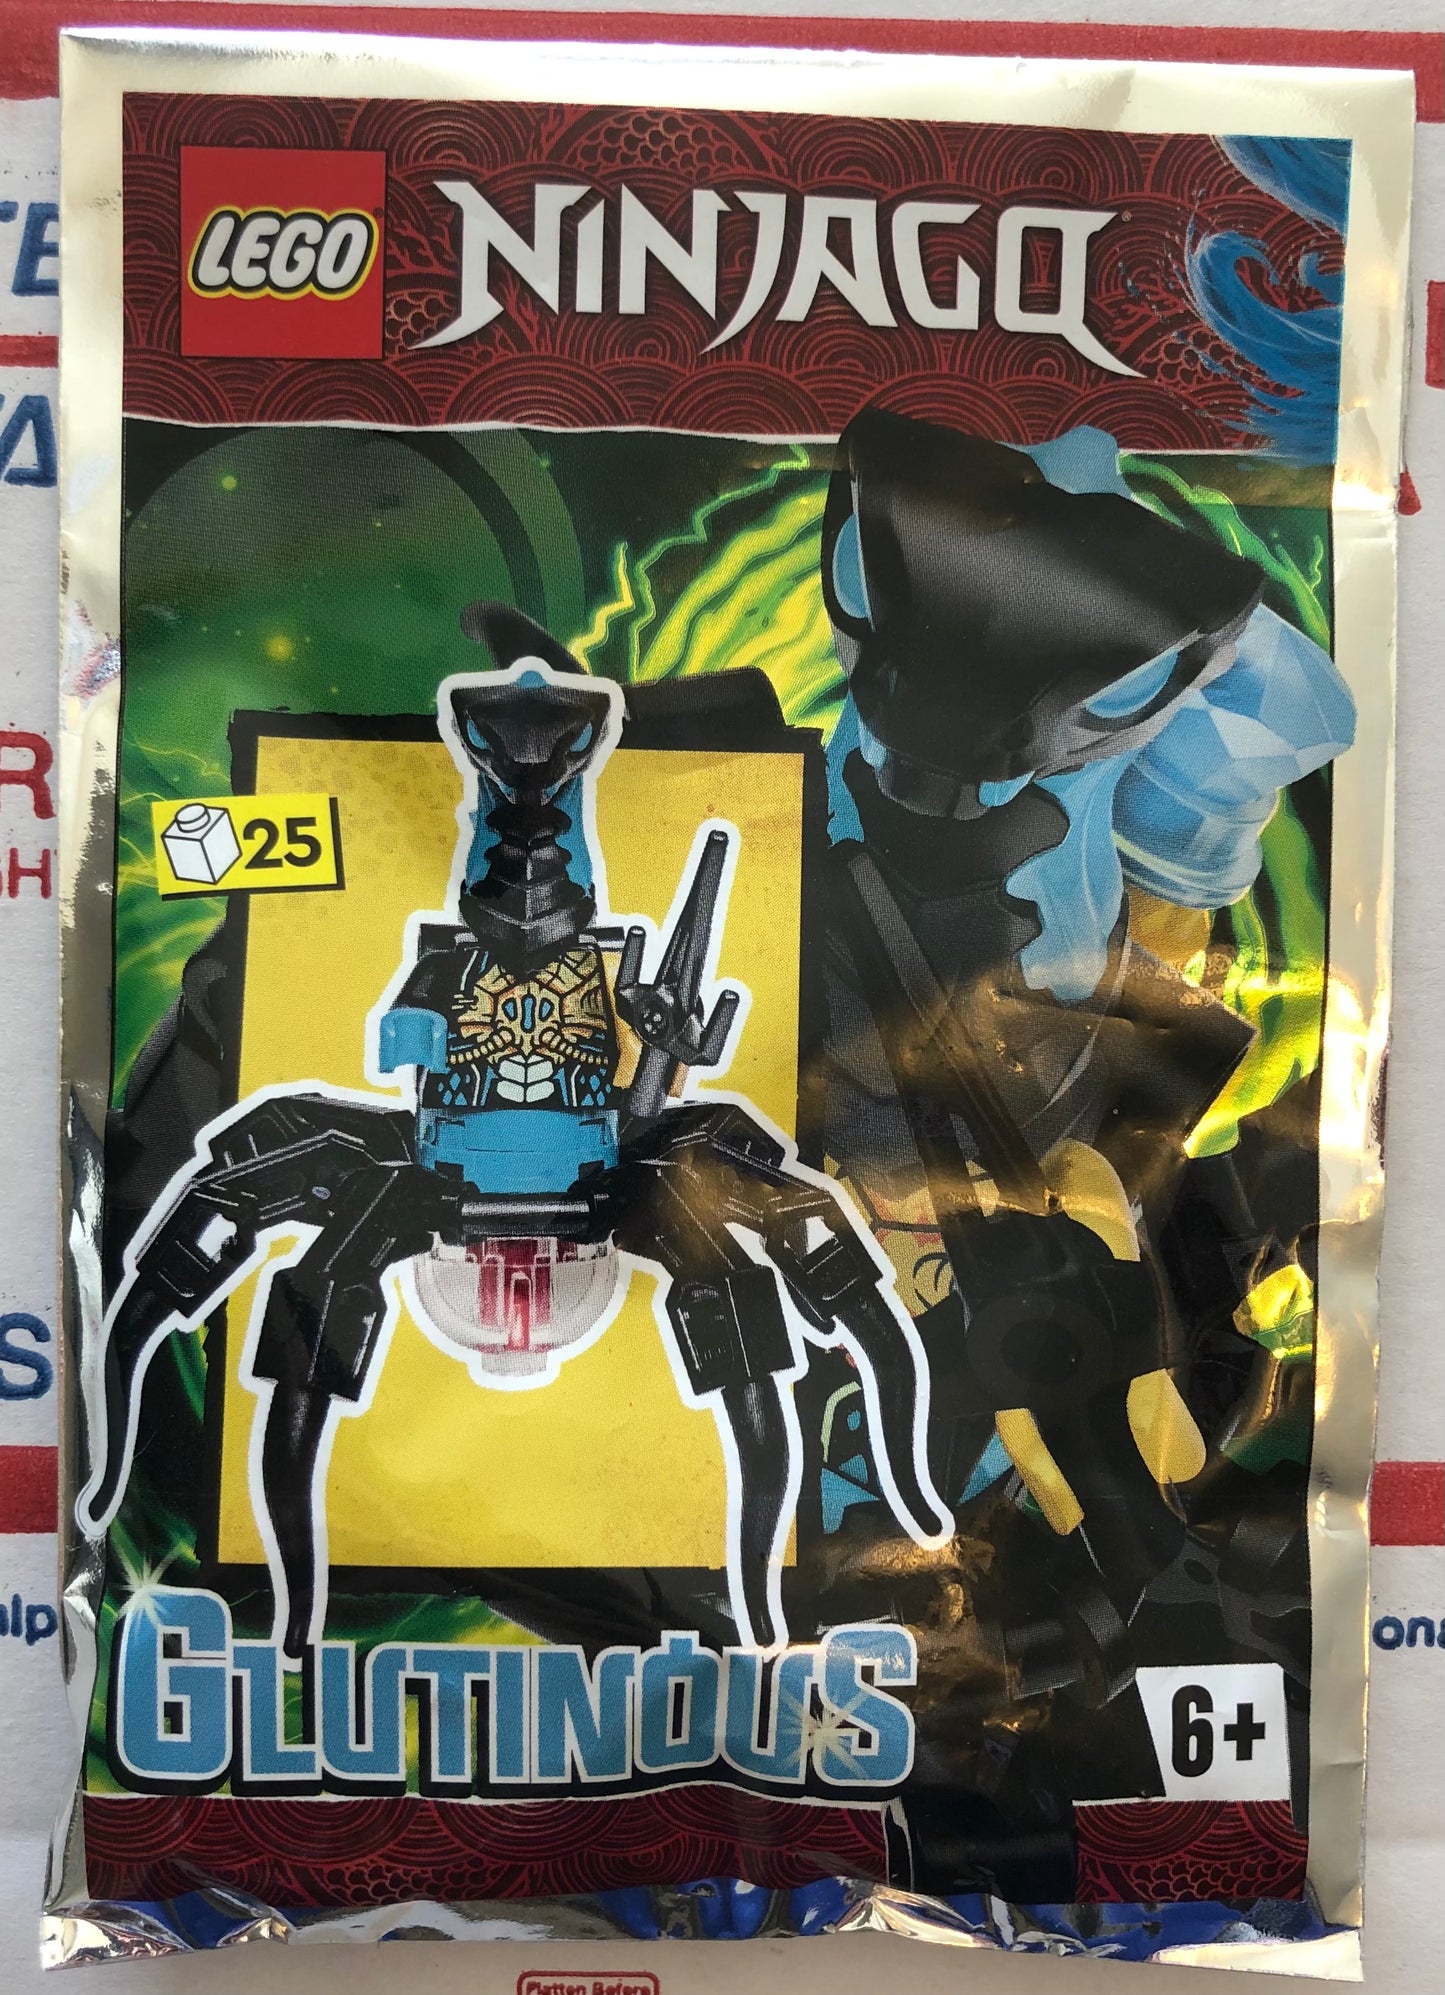 LEGO NINJAGO
25
GLUTINOUS
6+
Flatten Before